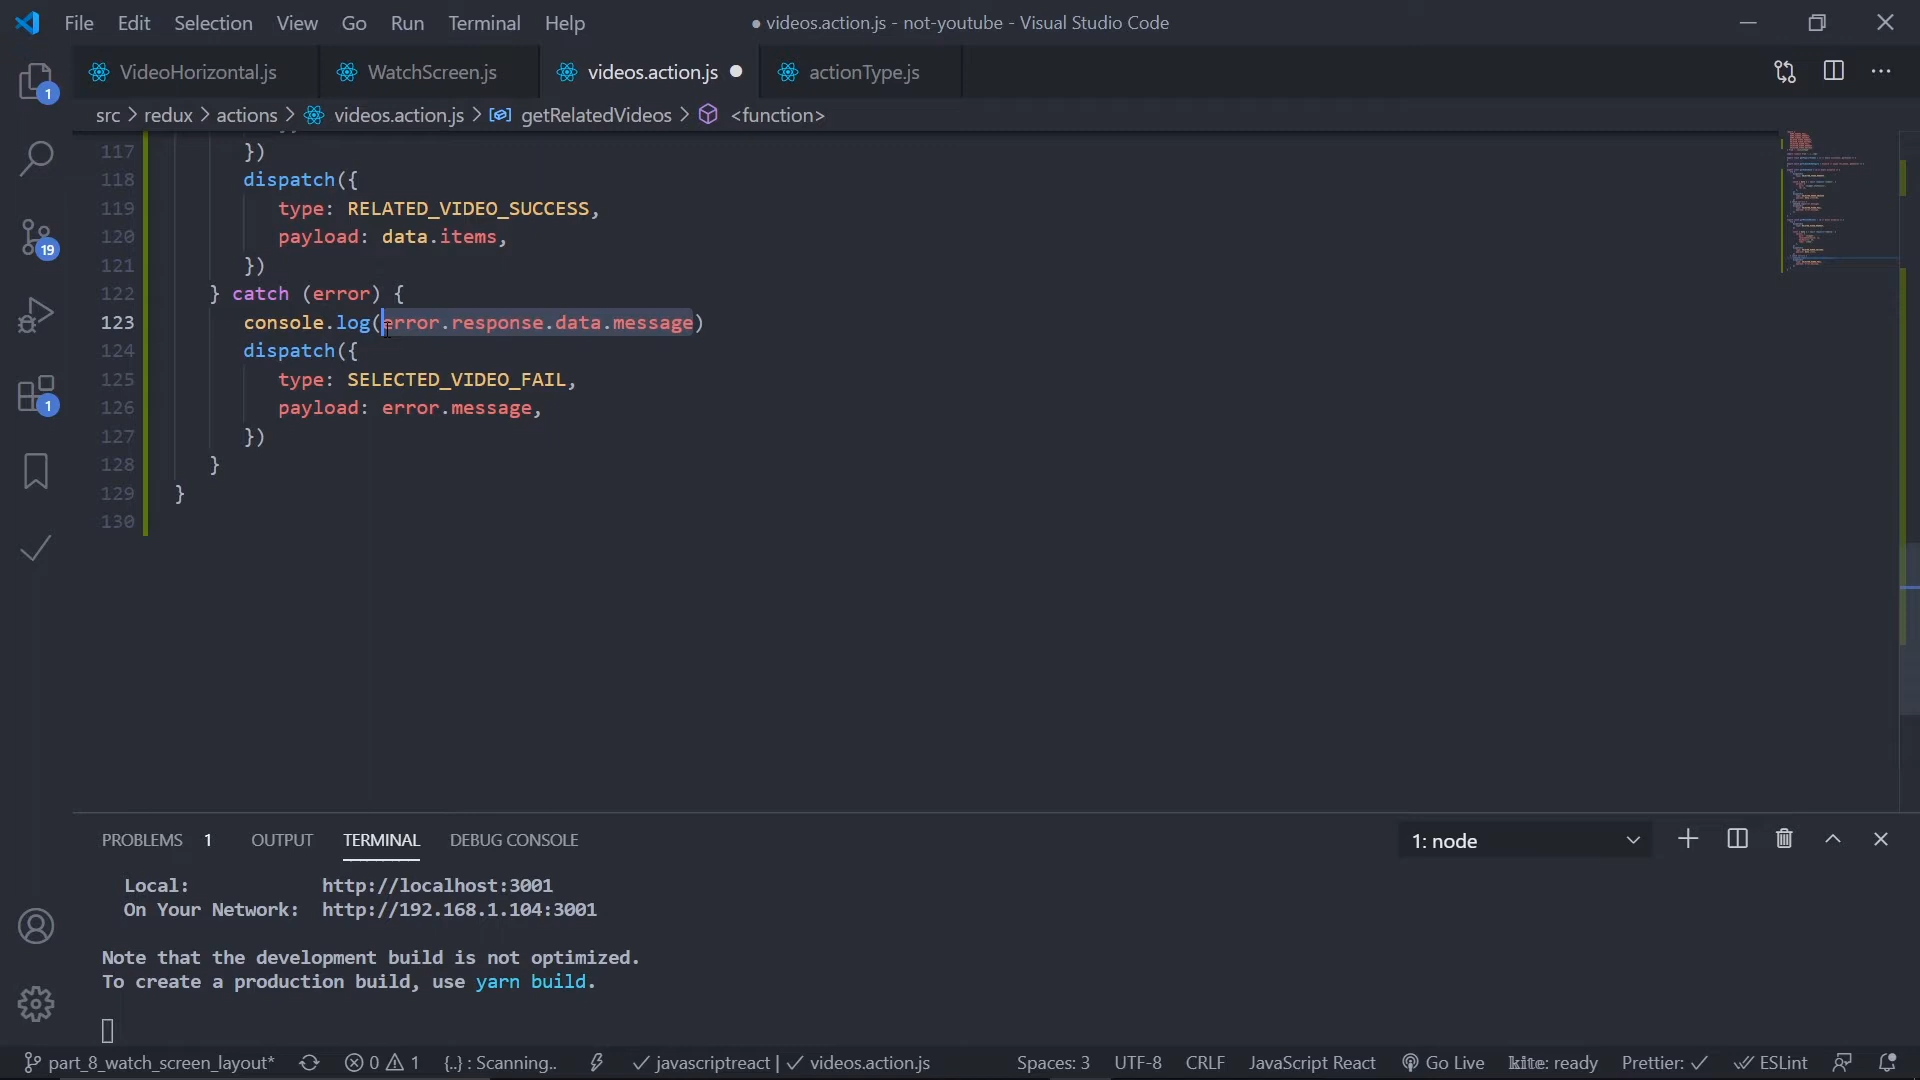 File Edit Selection View Go Run Terminal Help
● videos.action.js - not-youtube - Visual Studio Code
VideoHorizontal.js WatchScreen.js videos.action.js ● actionType.js
src > redux > actions > videos.action.js > getRelatedVideos > <function>
117 })
118 dispatch({
119 type: RELATED_VIDEO_SUCCESS,
120 payload: data.items,
121 })
122 } catch (error) {
123 console.log(error.response.data.message)
124 dispatch({
125 type: SELECTED_VIDEO_FAIL,
126 payload: error.message,
127 })
128 }
129 }
130
1
19
1
PROBLEMS 1 OUTPUT TERMINAL DEBUG CONSOLE 1: node
Local: http://localhost:3001
On Your Network: http://192.168.1.104:3001
Note that the development build is not optimized.
To create a production build, use yarn build.
part_8_watch_screen_layout* 0 1 {..} : Scanning.. javascriptreact | videos.action.js Spaces: 3 UTF-8 CRLF JavaScript React Go Live kite: ready Prettier: ESLint